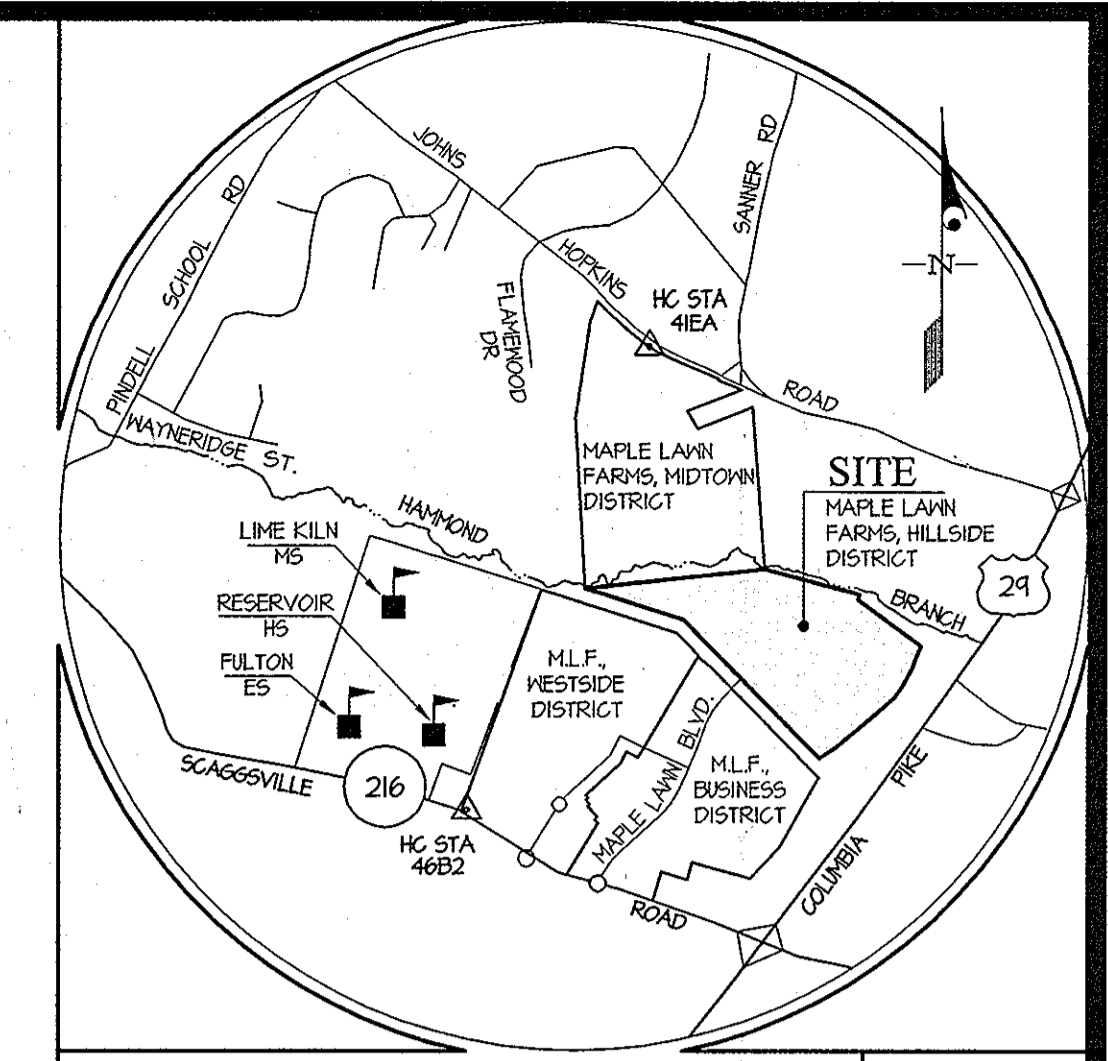 JOHNS
HOPKINS
ROAD
SANNER RD
PINDELL SCHOOL RD
FLAMEWOOD
DR
HC STA
41EA
N
WAYNERIDGE ST.
HAMMOND
BRANCH
MAPLE LAWN
FARMS, MIDTOWN
DISTRICT
SITE
MAPLE LAWN
FARMS, HILLSIDE
DISTRICT
29
LIME KILN
MS
RESERVOIR
HS
FULTON
ES
M.L.F.,
WESTSIDE
DISTRICT
MAPLE LAWN BLVD.
M.L.F.,
BUSINESS
DISTRICT
SCAGGSVILLE
216
ROAD
HC STA
46B2
COLUMBIA
PIKE